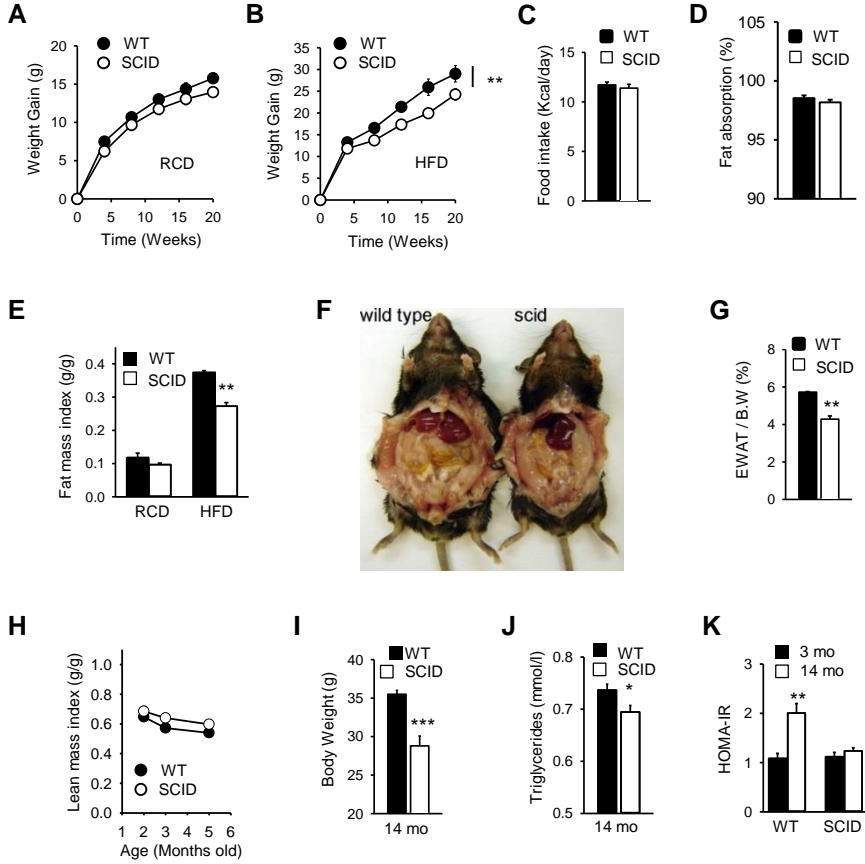 A
WT
SCID
20
15
10
5
0
Weight Gain (g)
RCD
0 4 8 12 16 20
Time (Weeks)
B
WT
SCID
35
30
25
20
15
10
5
0
Weight Gain (g)
**
HFD
0 5 10 15 20
Time (Weeks)
C
WT
SCID
15
10
5
0
Food intake (Kcal/day)
D
WT
SCID
105
100
95
90
Fat absorption (%)
E
WT
SCID
0.4
0.3
0.2
0.1
0.0
Fat mass index (g/g)
**
RCD HFD
F
wild type scid
G
WT
SCID
8
6
4
2
0
EWAT / B.W (%)
**
H
1.0
0.8
0.6
0.4
0.2
0.0
Lean mass index (g/g)
WT
SCID
1 2 3 4 5 6
Age (Months old)
I
WT
SCID
40
35
30
25
20
Body Weight (g)
***
14 mo
J
WT
SCID
0.8
0.7
0.6
0.5
Triglycerides (mmol/l)
*
14 mo
K
3 mo
14 mo
3
2
1
0
HOMA-IR
**
WT SCID